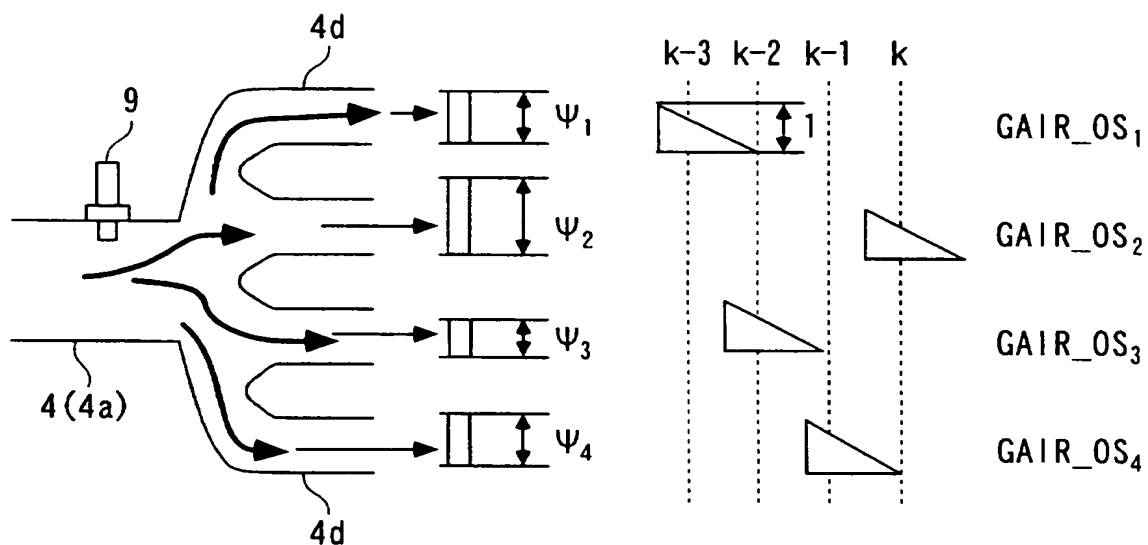 4d
9
4(4a)
4d
Ψ1
Ψ2
Ψ3
Ψ4
k-3 k-2 k-1 k
1
GAIR_OS1
GAIR_OS2
GAIR_OS3
GAIR_OS4